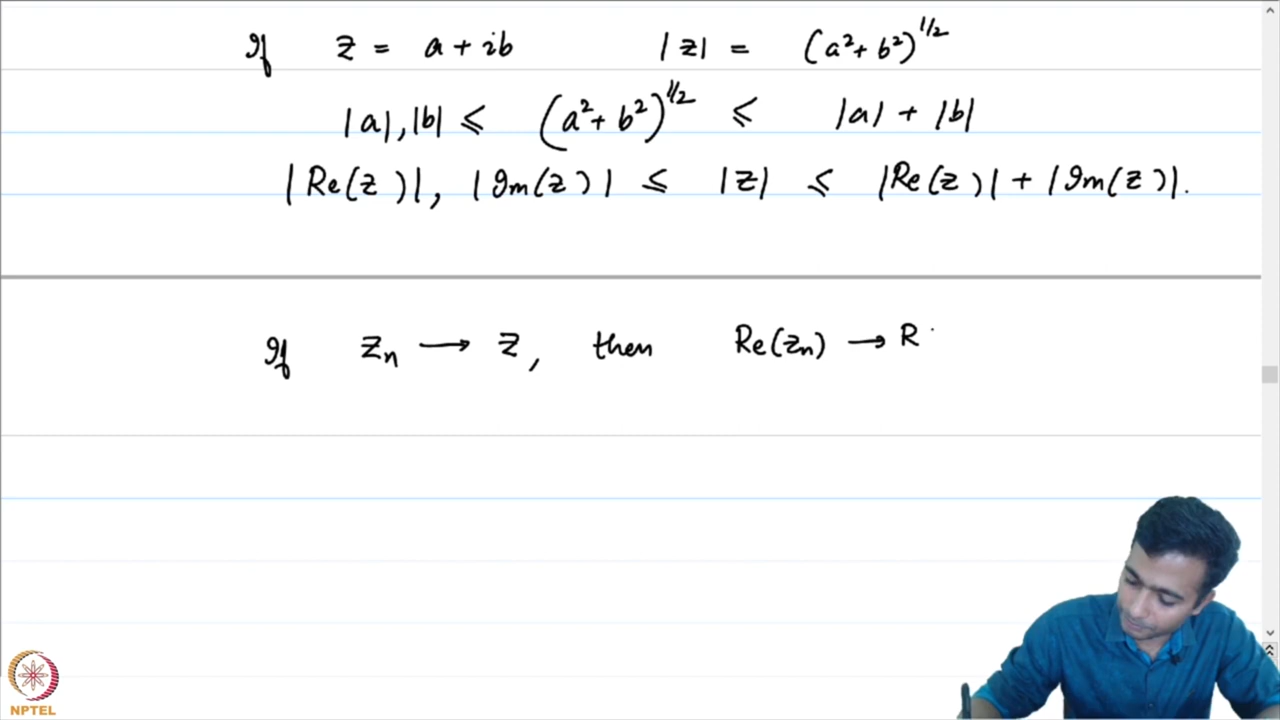 If z = a + ib |z| = (a² + b²)^{1/2}
|a|, |b| ≤ (a² + b²)^{1/2} ≤ |a| + |b|
|Re(z)|, |Im(z)| ≤ |z| ≤ |Re(z)| + |Im(z)|.
If zₙ → z, then Re(zₙ) → R
NPTEL